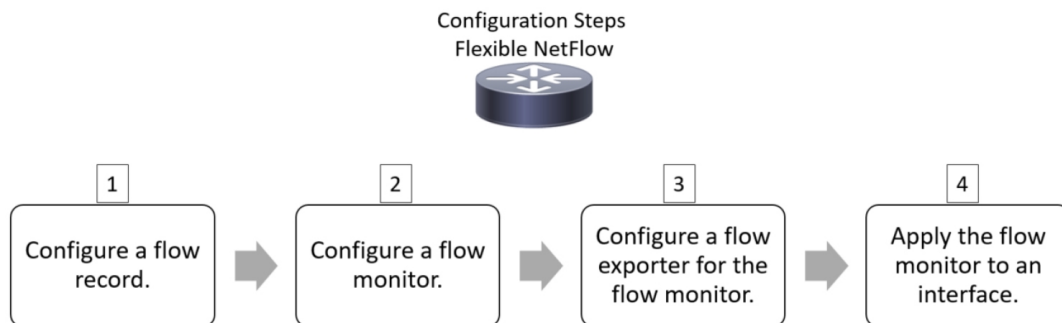 Configuration Steps
Flexible NetFlow
1
Configure a flow
record.
2
Configure a flow
monitor.
3
Configure a flow
exporter for the
flow monitor.
4
Apply the flow
monitor to an
interface.